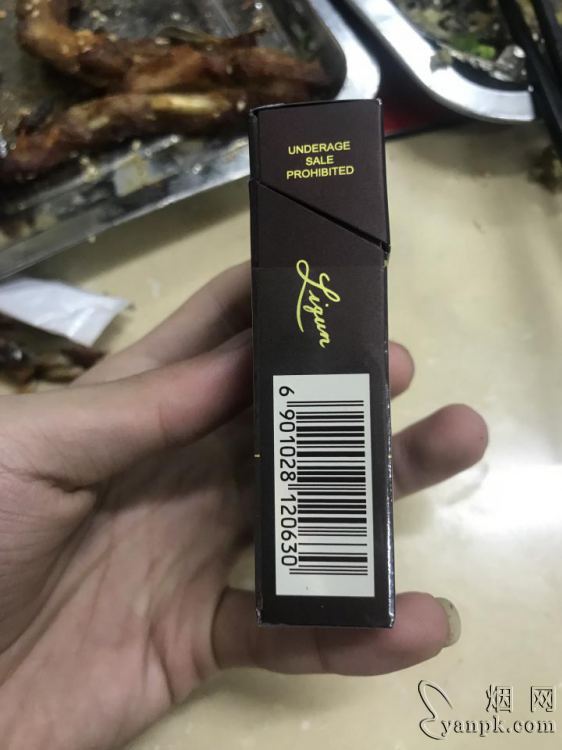 UNDERAGE
SALE
PROHIBITED
Liqun
6 901028 120630
烟网
yanpk.com